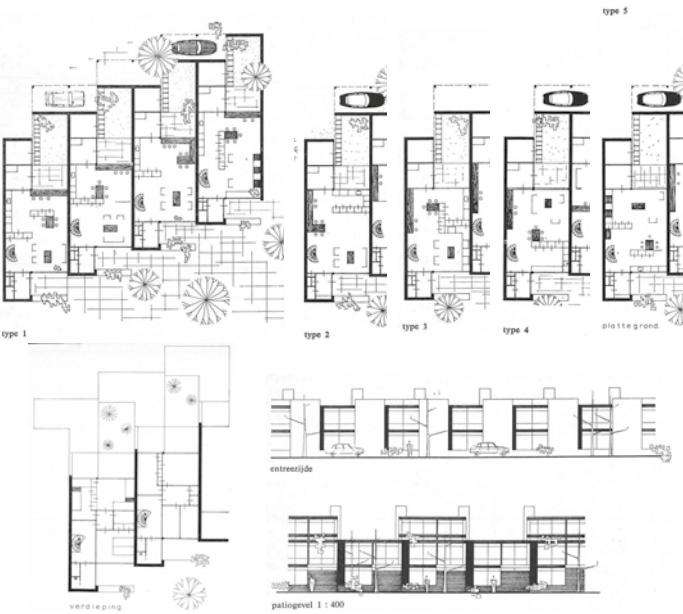 type 5
type 1
type 2
type 3
type 4
plattegrond.
entreezijde
verdieping.
patiogevel 1 : 400